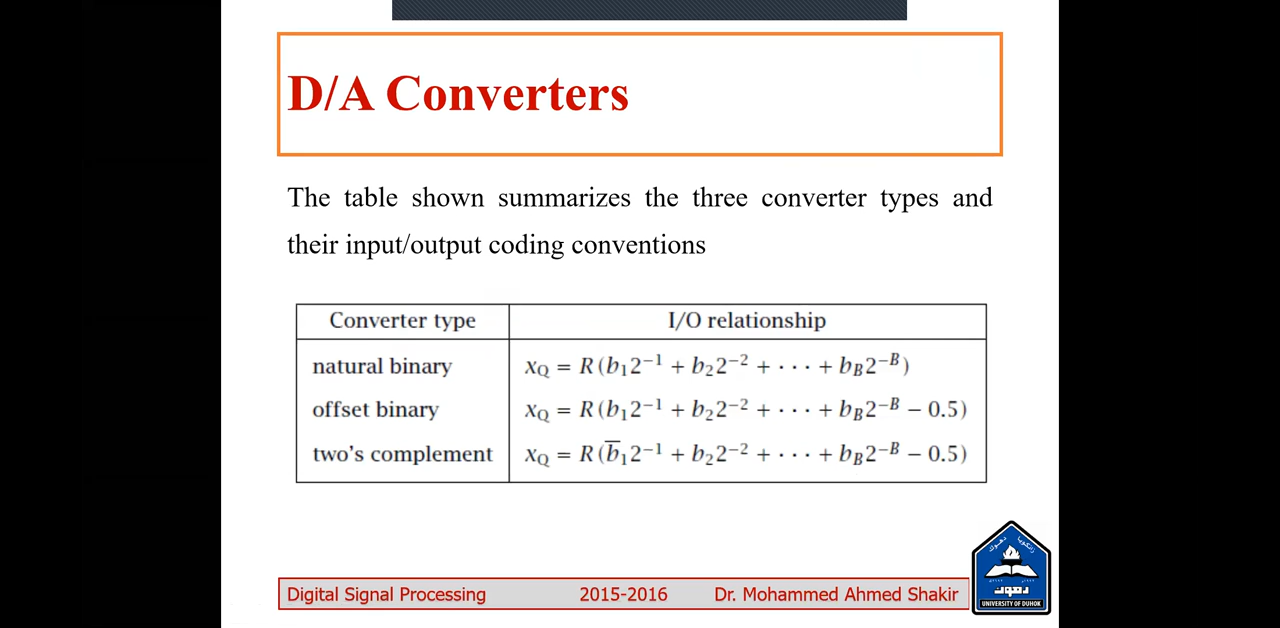 D/A Converters
The table shown summarizes the three converter types and
their input/output coding conventions
Converter type I/O relationship
natural binary x_Q = R(b₁2⁻¹ + b₂2⁻² + · · · + b_B2^{−B})
offset binary x_Q = R(b₁2⁻¹ + b₂2⁻² + · · · + b_B2^{−B} − 0.5)
two's complement x_Q = R(b̅₁2⁻¹ + b₂2⁻² + · · · + b_B2^{−B} − 0.5)
Digital Signal Processing 2015-2016 Dr. Mohammed Ahmed Shakir
UNIVERSITY OF DUHOK